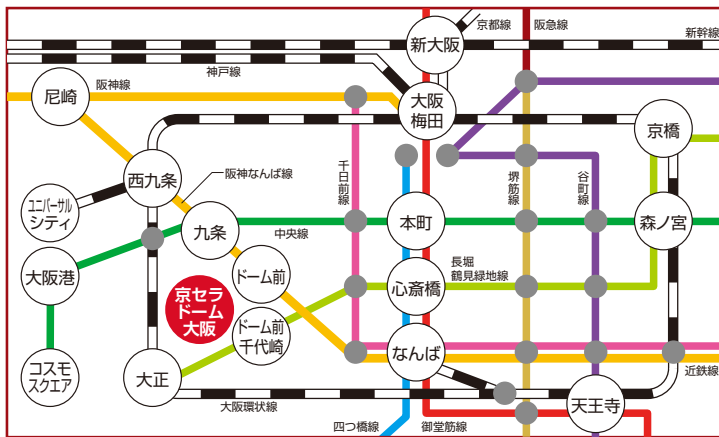 京都線
阪急線
新幹線
新大阪
神戸線
阪神線
尼崎
大阪
梅田
京橋
西九条
阪神なんば線
千日前線
堺筋線
谷町線
ユニバーサル
シティ
九条
中央線
本町
森ノ宮
大阪港
ドーム前
長堀
鶴見緑地線
心斎橋
京セラ
ドーム
大阪
ドーム前
千代崎
なんば
コスモ
スクエア
大正
近鉄線
大阪環状線
天王寺
四つ橋線
御堂筋線